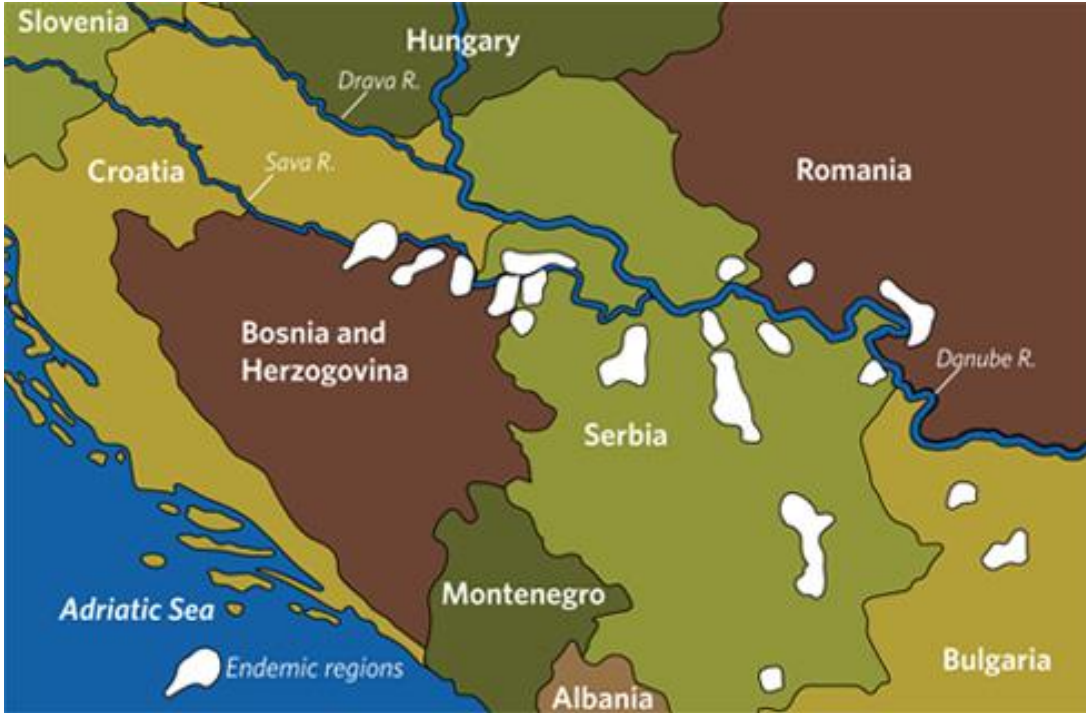 Slovenia
Hungary
Drava R.
Croatia
Sava R.
Romania
Bosnia and
Herzogovina
Danube R.
Serbia
Montenegro
Adriatic Sea
Endemic regions
Bulgaria
Albania